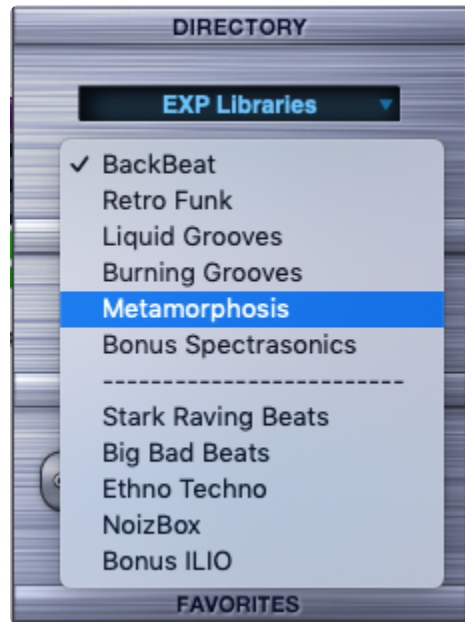 DIRECTORY
EXP Libraries
✓ BackBeat
Retro Funk
Liquid Grooves
Burning Grooves
Metamorphosis
Bonus Spectrasonics
-------------------------
Stark Raving Beats
Big Bad Beats
Ethno Techno
NoizBox
Bonus ILIO
FAVORITES